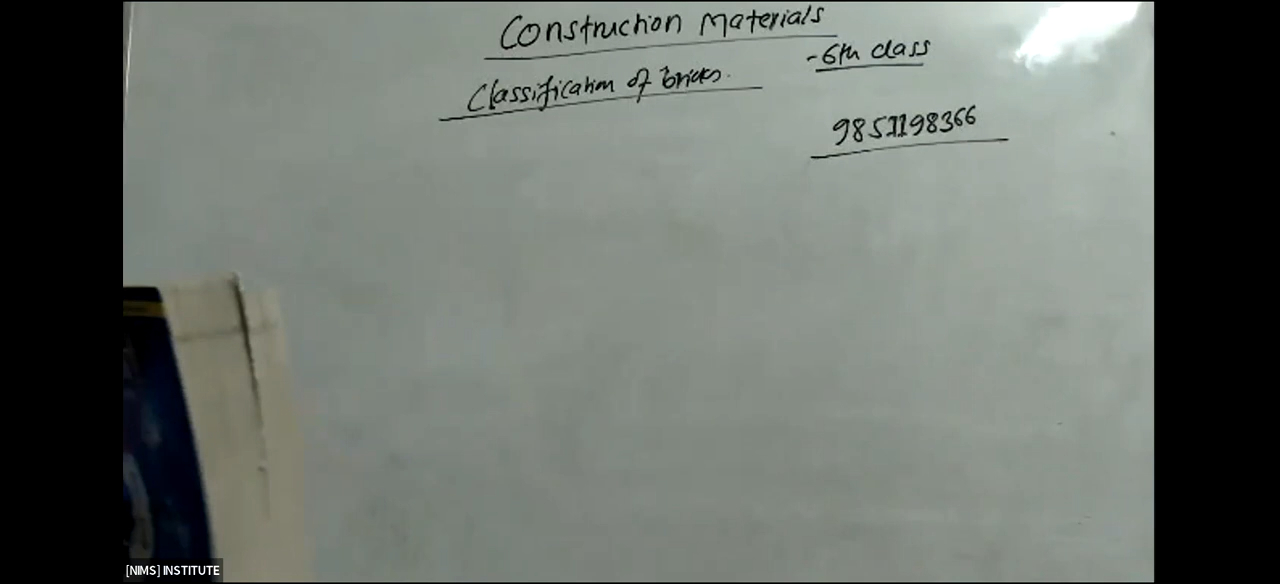 Construction Materials
- 6th class
Classification of bricks.
9851198366
[NIMS] INSTITUTE